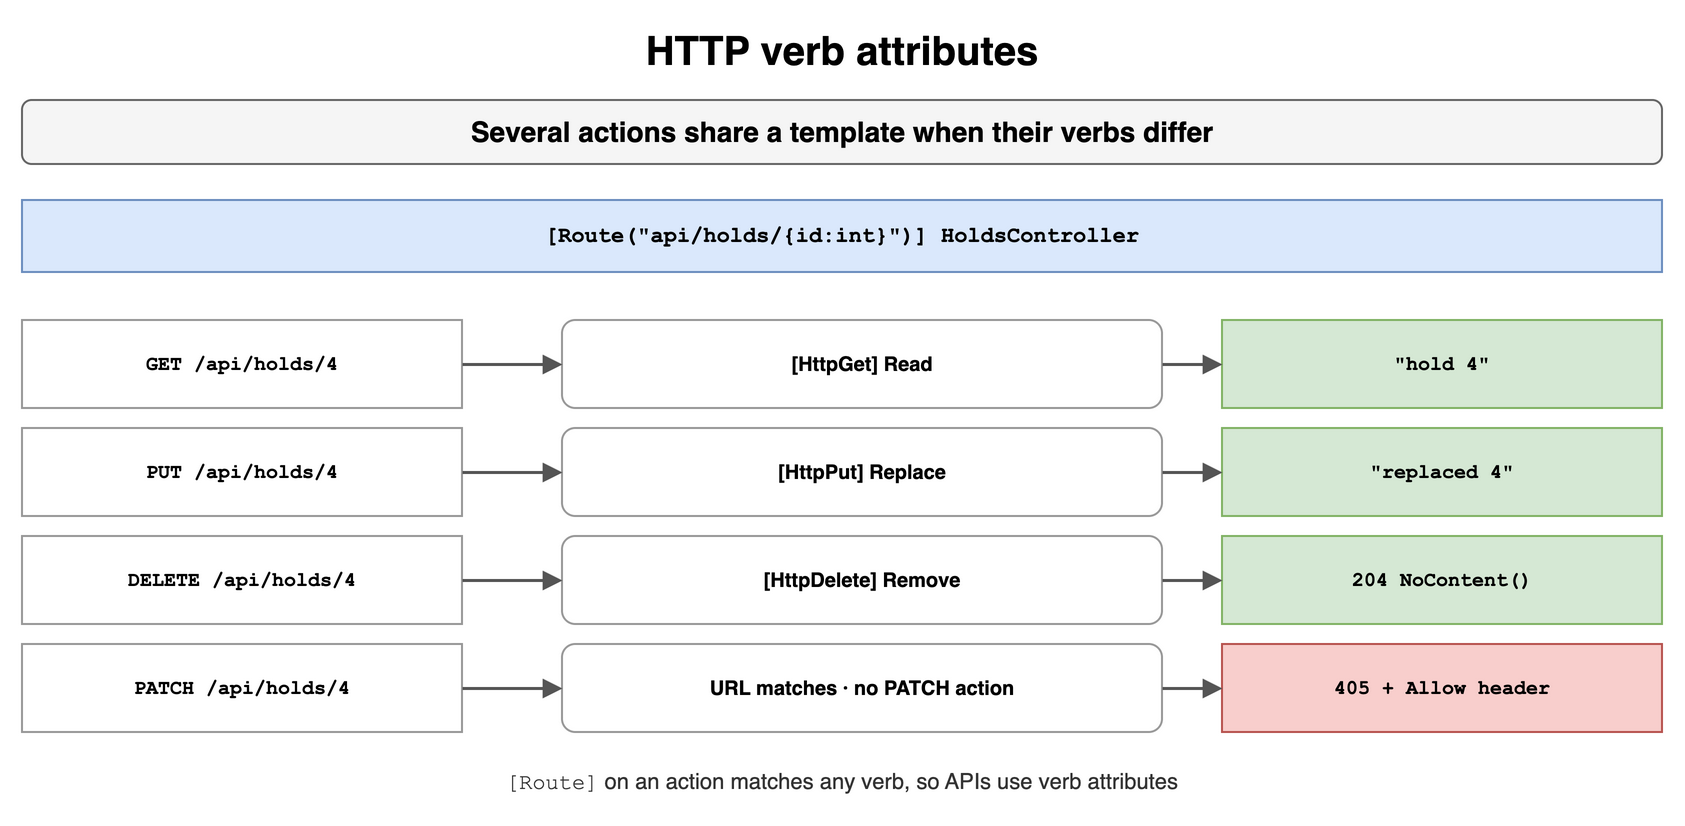 HTTP verb attributes
Several actions share a template when their verbs differ
[Route("api/holds/{id:int}")] HoldsController
GET /api/holds/4
[HttpGet] Read
"hold 4"
PUT /api/holds/4
[HttpPut] Replace
"replaced 4"
DELETE /api/holds/4
[HttpDelete] Remove
204 NoContent()
PATCH /api/holds/4
URL matches · no PATCH action
405 + Allow header
[Route] on an action matches any verb, so APIs use verb attributes